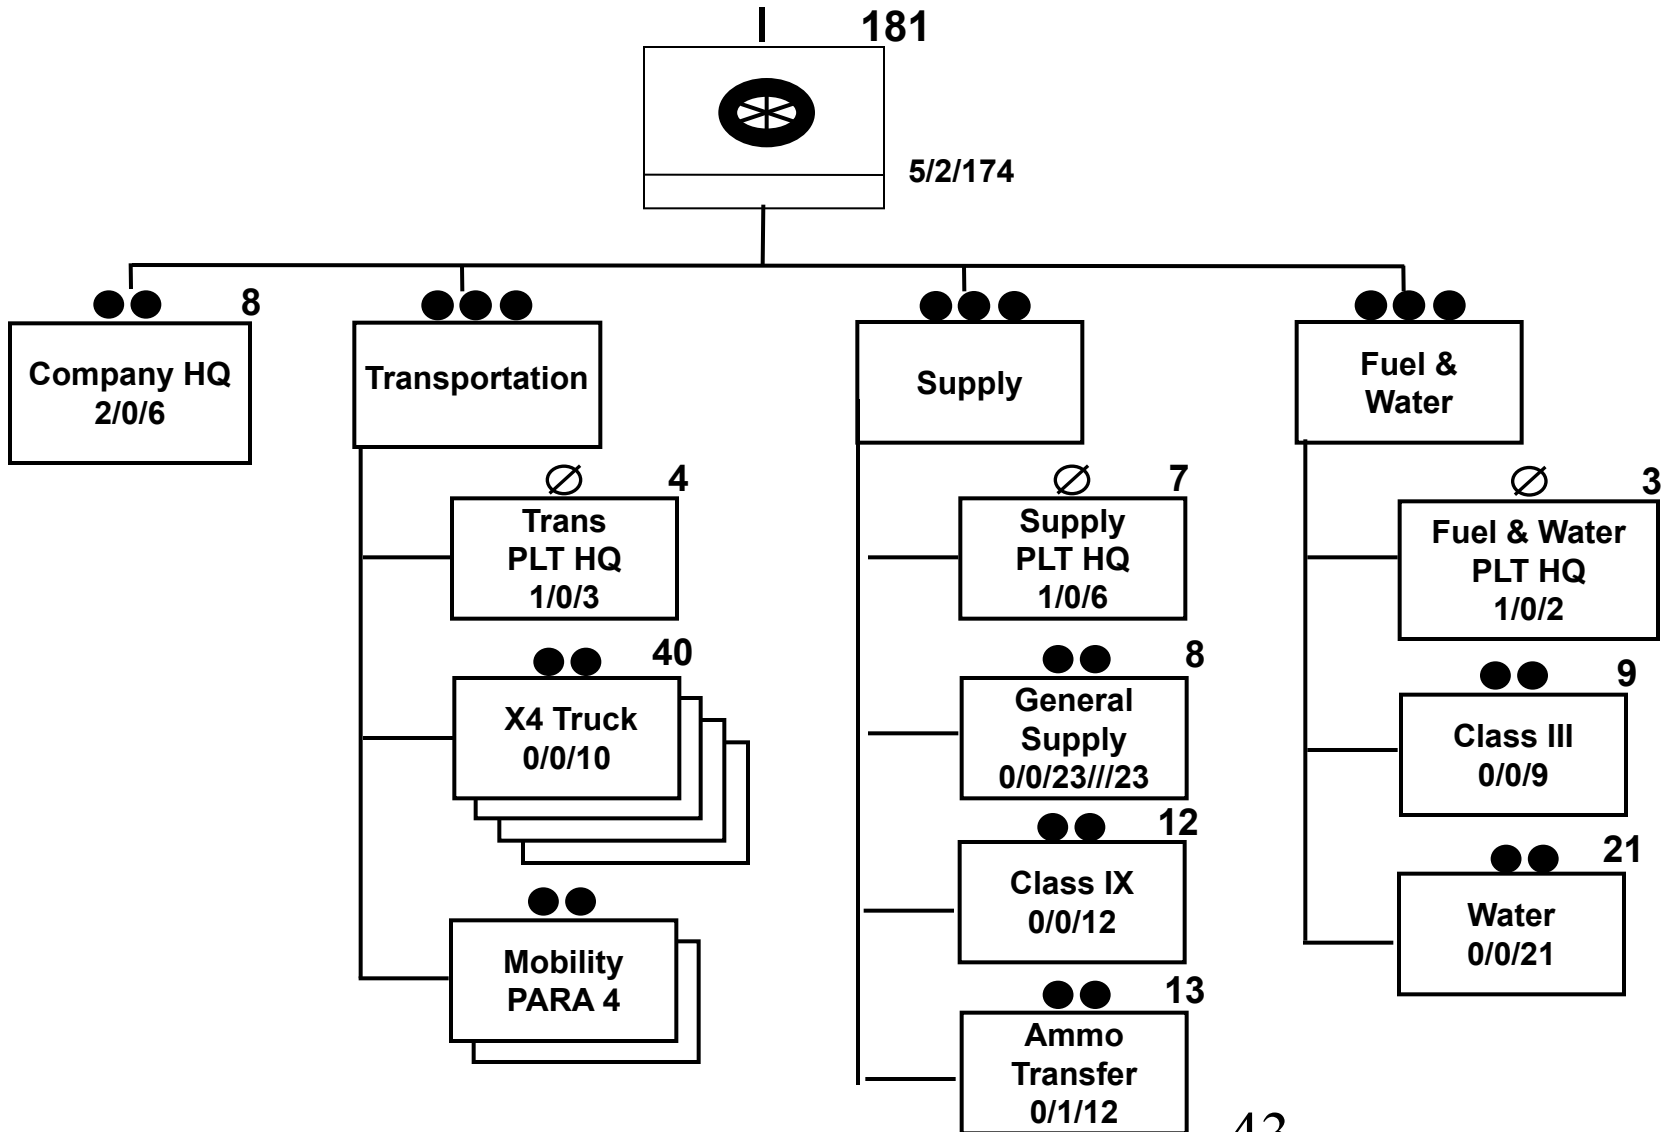 181
5/2/174
8
Company HQ
2/0/6
Transportation
4
Trans
PLT HQ
1/0/3
40
X4 Truck
0/0/10
Mobility
PARA 4
Supply
7
Supply
PLT HQ
1/0/6
8
General
Supply
0/0/23///23
12
Class IX
0/0/12
13
Ammo
Transfer
0/1/12
Fuel &
Water
3
Fuel & Water
PLT HQ
1/0/2
9
Class III
0/0/9
21
Water
0/0/21
43